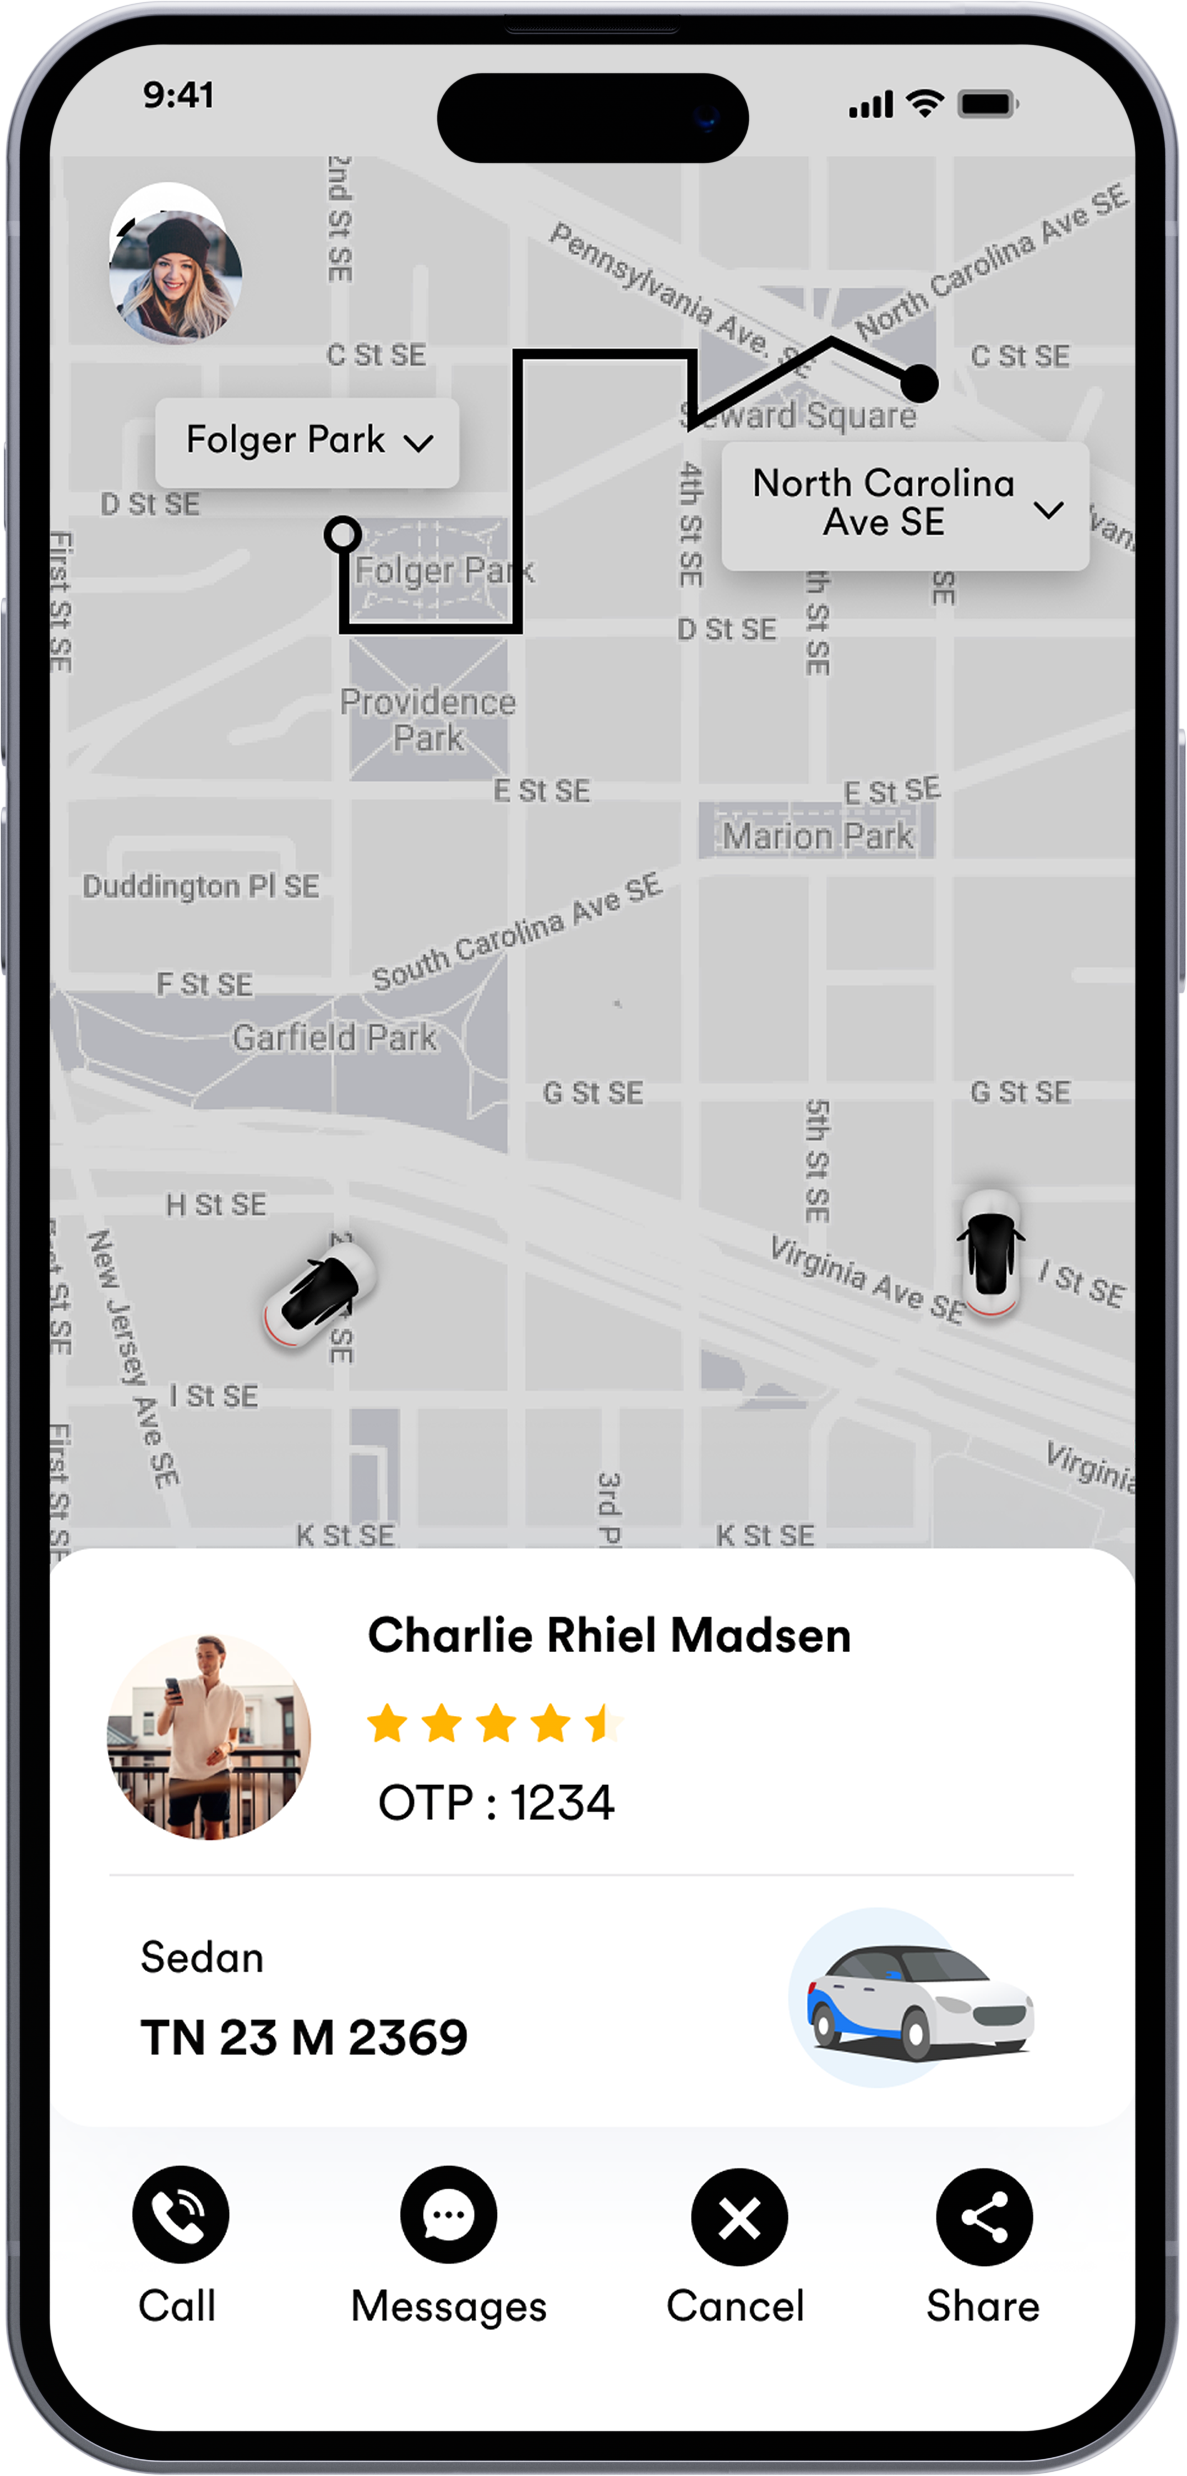 9:41
2nd St SE
Pennsylvania Ave. SE
North Carolina Ave SE
C St SE
C St SE
Seward Square
Folger Park
North Carolina
Ave SE
D St SE
4th St SE
First St SE
Folger Park
th St SE
SE
D St SE
Providence
Park
E St SE
E St SE
Marion Park
Duddington Pl SE
South Carolina Ave SE
F St SE
Garfield Park
G St SE
G St SE
5th St SE
H St SE
New Jersey Ave SE
2
St SE
SE
Virginia Ave SE
I St SE
I St SE
First St SE
3rd Pl
Virginia
K St SE
K St SE
Charlie Rhiel Madsen
OTP : 1234
Sedan
TN 23 M 2369
Call
Messages
Cancel
Share